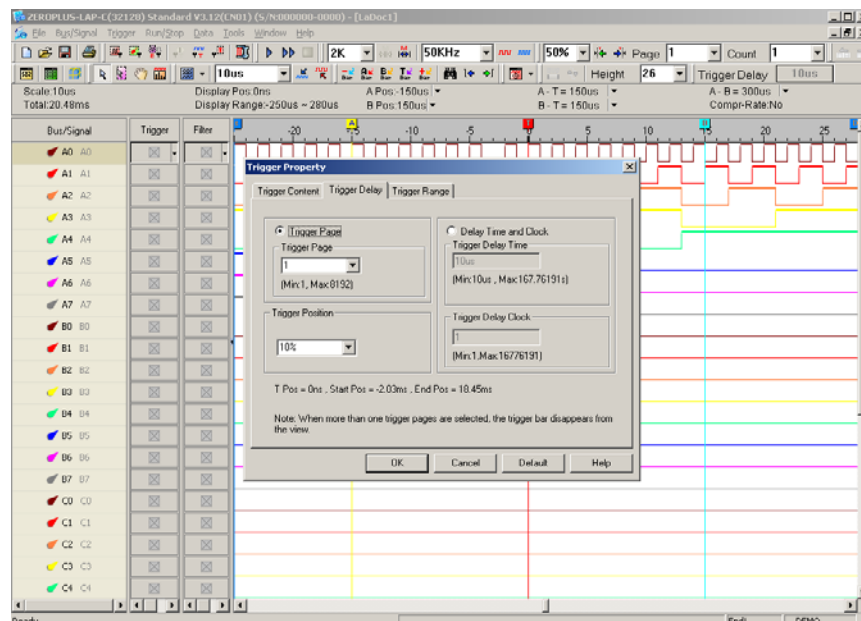 ZEROPLUS-LAP-C(32128) Standard V3.12(CN01) (S/N:000000-0000) - [LaDoc1]
File Bus/Signal Trigger Run/Stop Data Tools Window Help
2K 50KHz 50% Page 1 Count 1
10us Height 26 Trigger Delay 10us
Scale:10us Display Pos:0ns A Pos:-150us A - T = 150us A - B = 300us
Total:20.48ms Display Range:-250us ~ 280us B Pos:150us B - T = 150us Compr-Rate:No
Bus/Signal Trigger Filter -20 -15 -10 -5 0 5 10 15 20 25
A0 A0
A1 A1
A2 A2
A3 A3
A4 A4
A5 A5
A6 A6
A7 A7
B0 B0
B1 B1
B2 B2
B3 B3
B4 B4
B5 B5
B6 B6
B7 B7
C0 C0
C1 C1
C2 C2
C3 C3
C4 C4
Trigger Property
Trigger Content Trigger Delay Trigger Range
Trigger Page
Trigger Page
1
(Min:1, Max:8192)
Trigger Position
10%
Delay Time and Clock
Trigger Delay Time
10us
(Min:10us , Max:167.76191s)
Trigger Delay Clock
1
(Min:1,Max:16776191)
T Pos = 0ns , Start Pos = -2.03ms , End Pos = 18.45ms
Note: When more than one trigger pages are selected, the trigger bar disappears from
the view.
OK Cancel Default Help
Ready End! DEMO